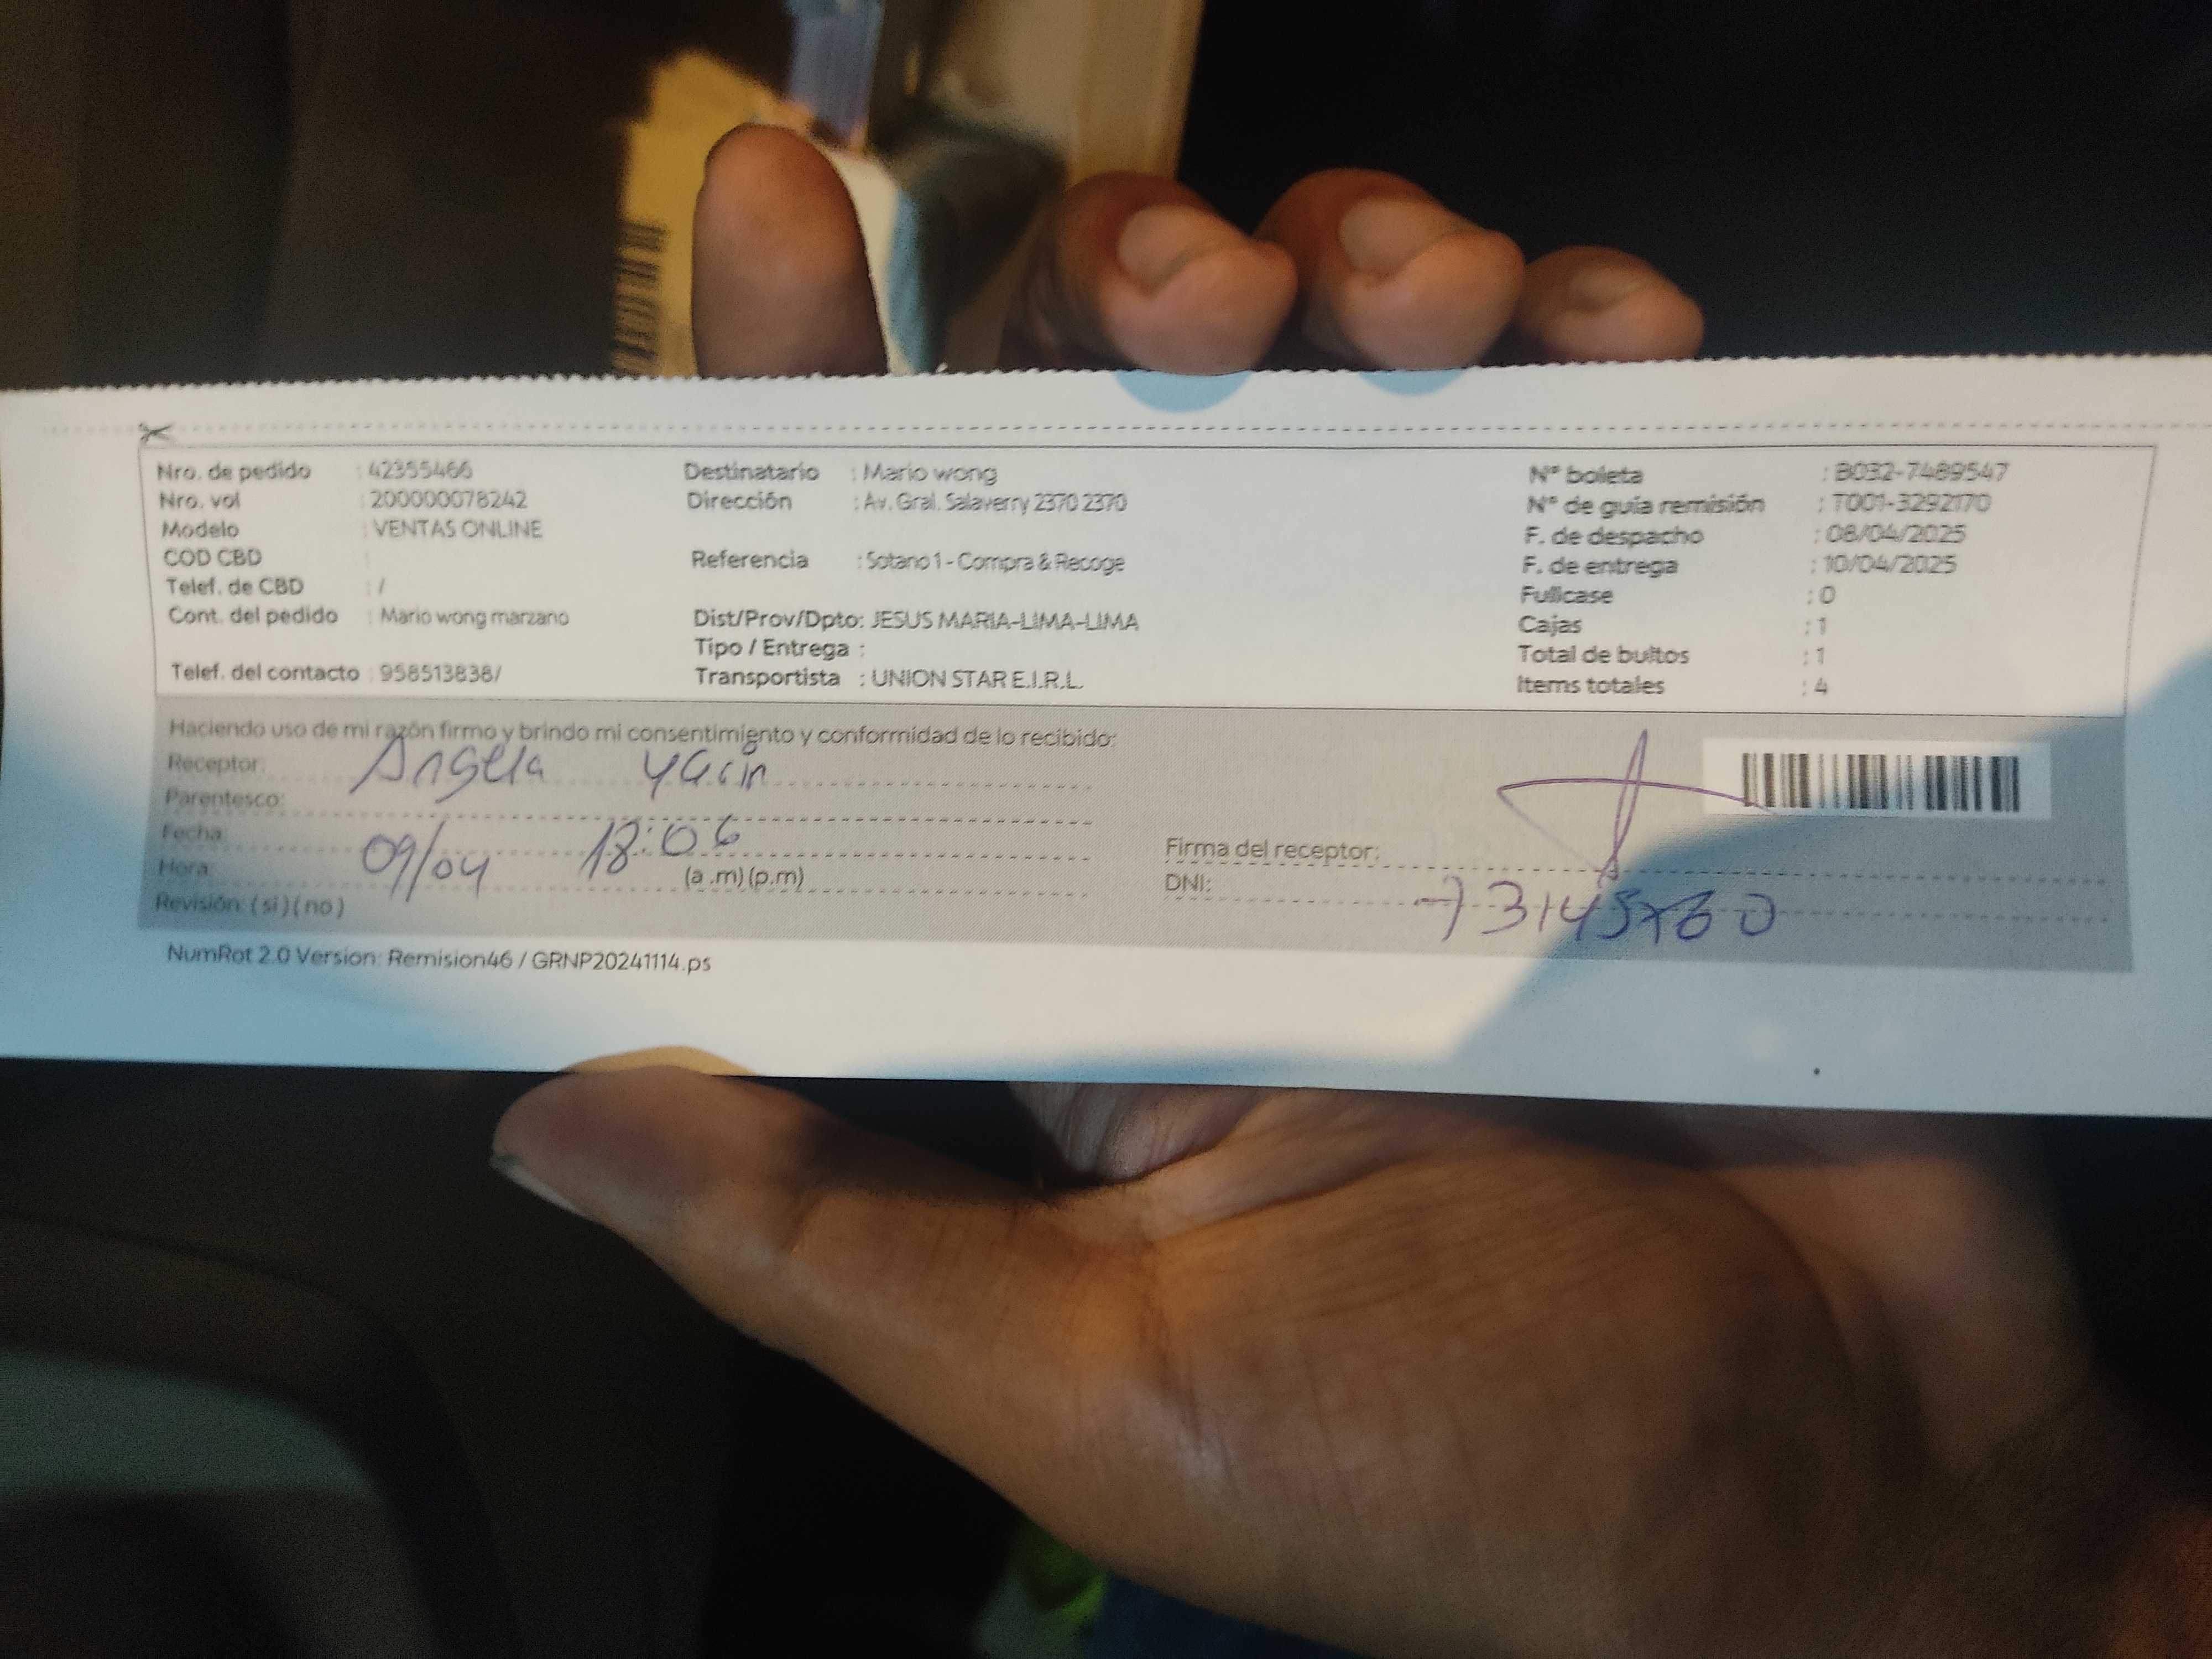 Nro. de pedido : 42355466
Nro. vol : 200000078242
Modelo : VENTAS ONLINE
COD CBD :
Telef. de CBD : /
Cont. del pedido : Mario wong marzano
Telef. del contacto : 958513838/
Destinatario : Mario wong
Dirección : Av. Gral. Salaverry 2370 2370
Referencia : Sotano 1 - Compra & Recoge
Dist/Prov/Dpto: JESUS MARIA-LIMA-LIMA
Tipo / Entrega :
Transportista : UNION STAR E.I.R.L.
N° boleta : B032-7489547
N° de guía remisión : T001-3292170
F. de despacho : 08/04/2025
F. de entrega : 10/04/2025
Fullcase : 0
Cajas : 1
Total de bultos : 1
Items totales : 4
Haciendo uso de mi razón firmo y brindo mi consentimiento y conformidad de lo recibido:
Receptor: Angela
Parentesco:
Fecha: 09/04 18:06
Hora: (a .m) (p.m)
Revisión: ( si ) ( no )
Firma del receptor:
DNI:
NumRot 2.0 Version: Remision46 / GRNP20241114.ps